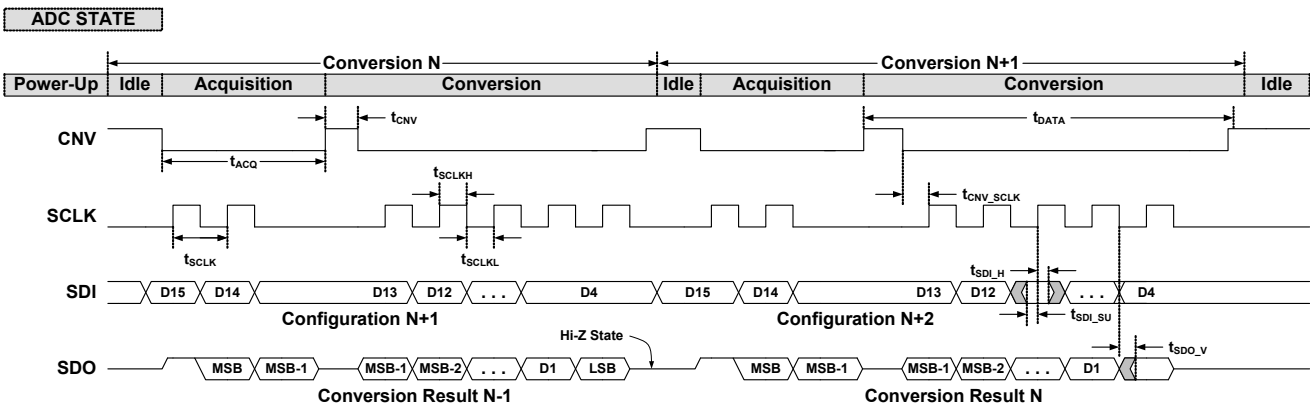 ADC STATE
Conversion N Conversion N+1
Power-Up Idle Acquisition Conversion Idle Acquisition Conversion Idle
CNV tCNV tDATA
tACQ
tSCLKH
SCLK tCNV_SCLK
tSCLK tSCLKL
tSDI_H
SDI D15 D14 D13 D12 . . . D4 D15 D14 D13 D12 . . . D4
Configuration N+1 Configuration N+2 tSDI_SU
Hi-Z State
tSDO_V
SDO MSB MSB-1 MSB-1 MSB-2 . . . D1 LSB MSB MSB-1 MSB-1 MSB-2 . . . D1
Conversion Result N-1 Conversion Result N